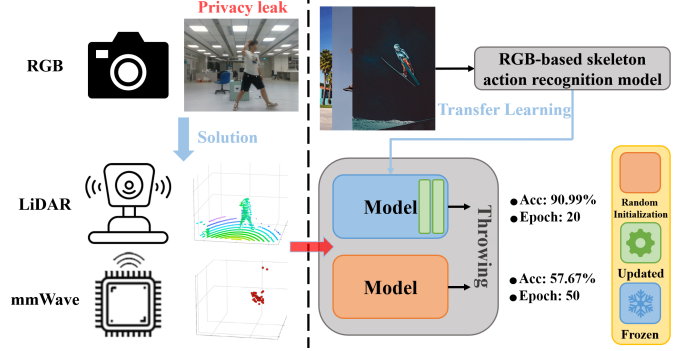 Privacy leak
RGB
Solution
LiDAR
mmWave
RGB-based skeleton
action recognition model
Transfer Learning
Model
Model
Throwing
Acc: 90.99%
Epoch: 20
Acc: 57.67%
Epoch: 50
Random
Initialization
Updated
Frozen